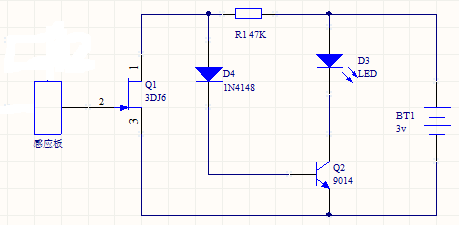 R1 47K
1
D4
1N4148
D3
LED
Q1
3DJ6
2
3
BT1
3v
感应板
Q2
9014